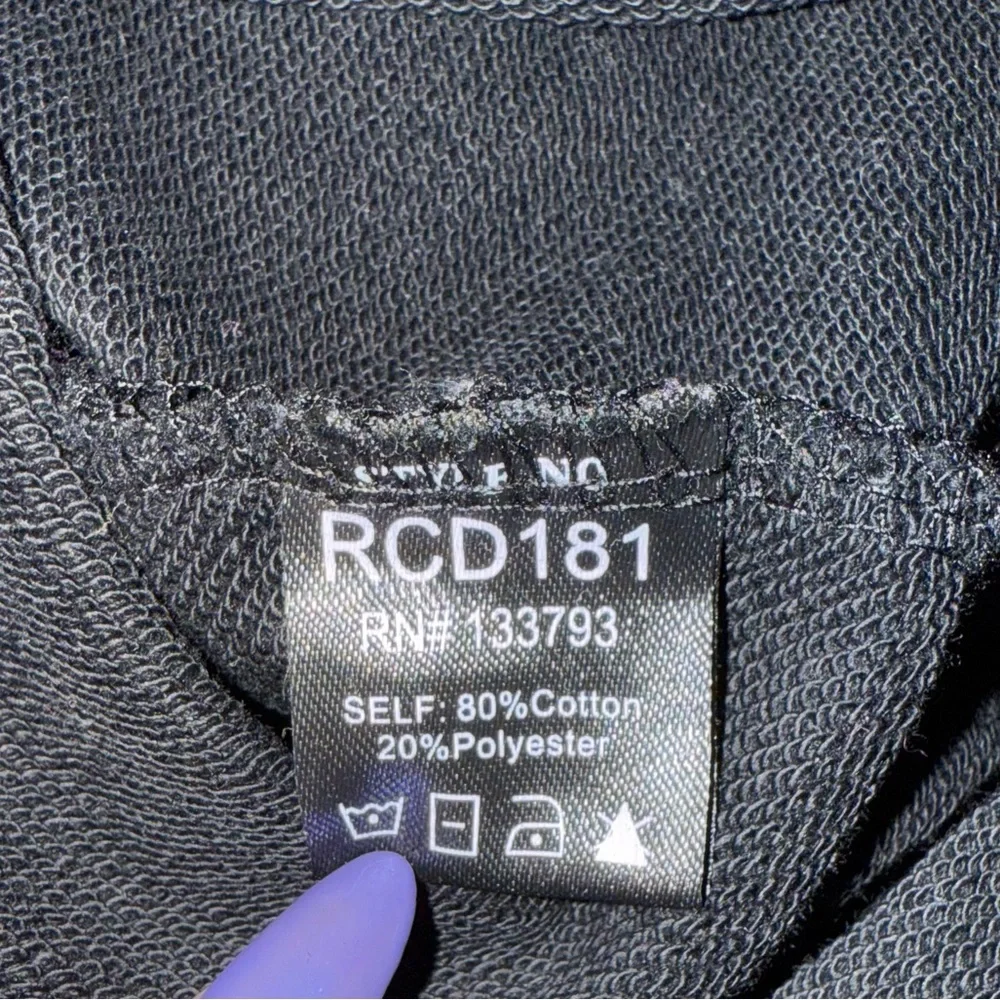 STYLE NO
RCD181
RN# 133793
SELF: 80%Cotton
20%Polyester